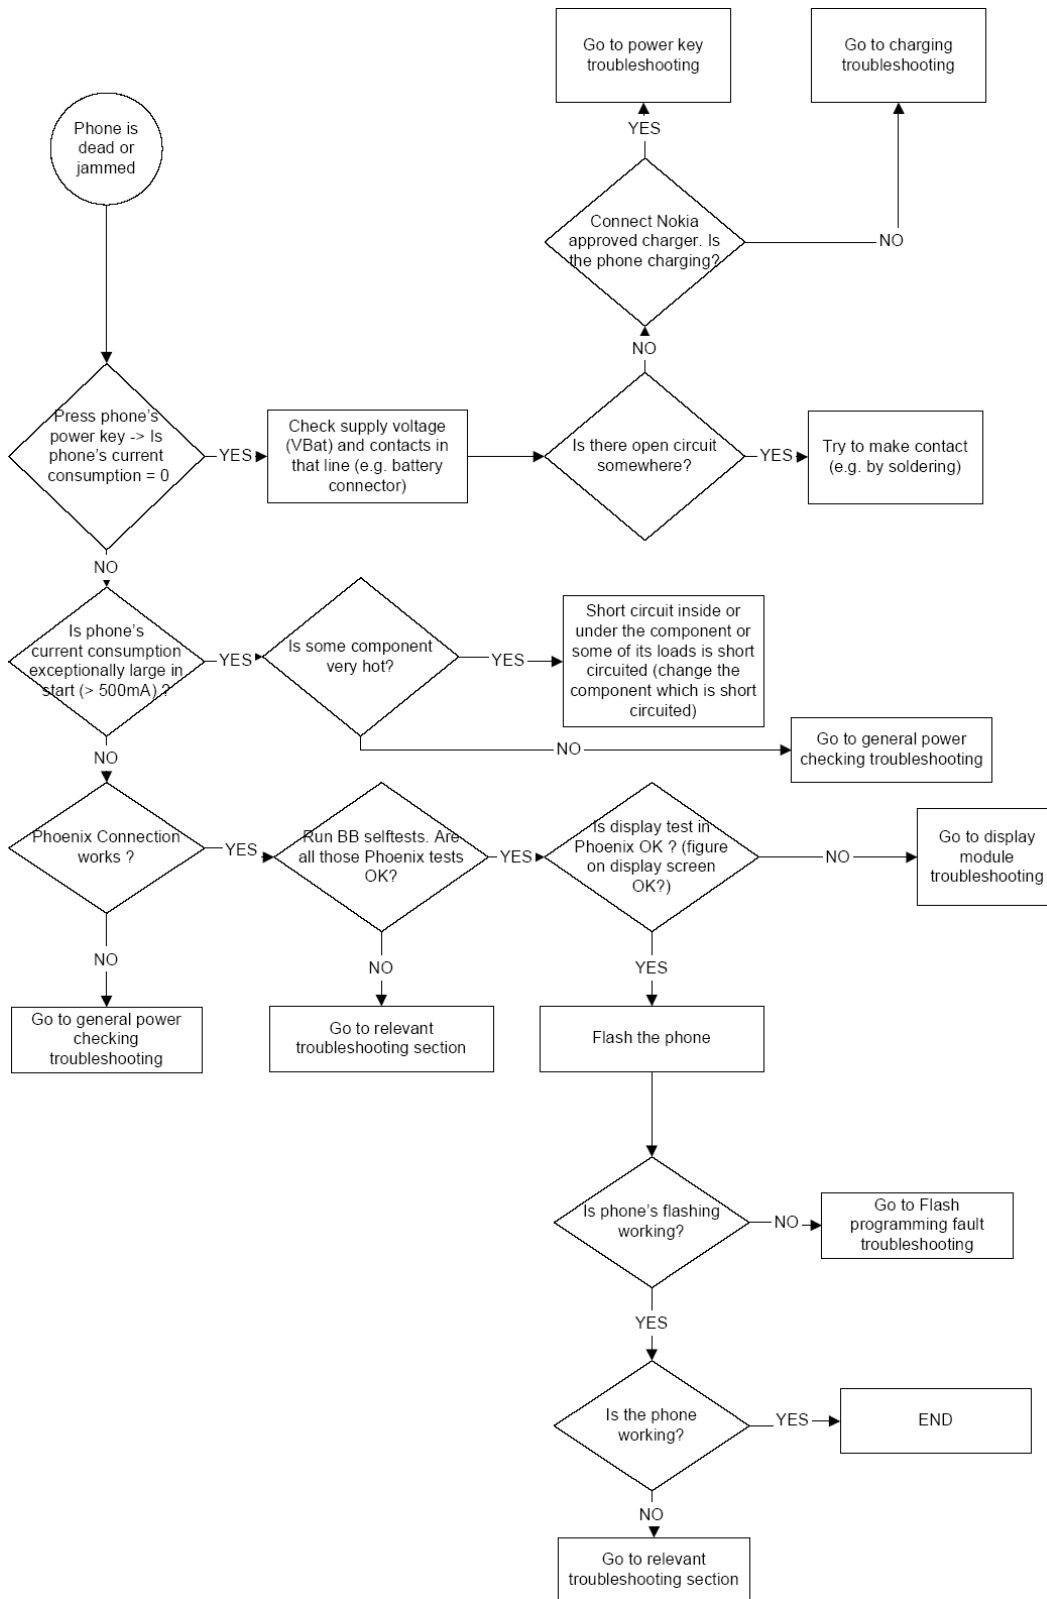 Go to power key
troubleshooting
Go to charging
troubleshooting
Phone is
dead or
jammed
YES
Connect Nokia
approved charger. Is
the phone charging?
NO
NO
Press phone's
power key -> Is
phone's current
consumption = 0
YES
Check supply voltage
(VBat) and contacts in
that line (e.g. battery
connector)
Is there open circuit
somewhere?
YES
Try to make contact
(e.g. by soldering)
NO
Is phone's
current consumption
exceptionally large in
start (> 500mA) ?
YES
Is some component
very hot?
YES
Short circuit inside or
under the component or
some of its loads is short
circuited (change the
component which is short
circuited)
NO
NO
Go to general power
checking troubleshooting
Phoenix Connection
works ?
YES
Run BB selftests. Are
all those Phoenix tests
OK?
YES
Is display test in
Phoenix OK ? (figure
on display screen
OK?)
NO
Go to display
module
troubleshooting
NO
NO
YES
Go to general power
checking
troubleshooting
Go to relevant
troubleshooting section
Flash the phone
Is phone's flashing
working?
NO
Go to Flash
programming fault
troubleshooting
YES
Is the phone
working?
YES
END
NO
Go to relevant
troubleshooting section